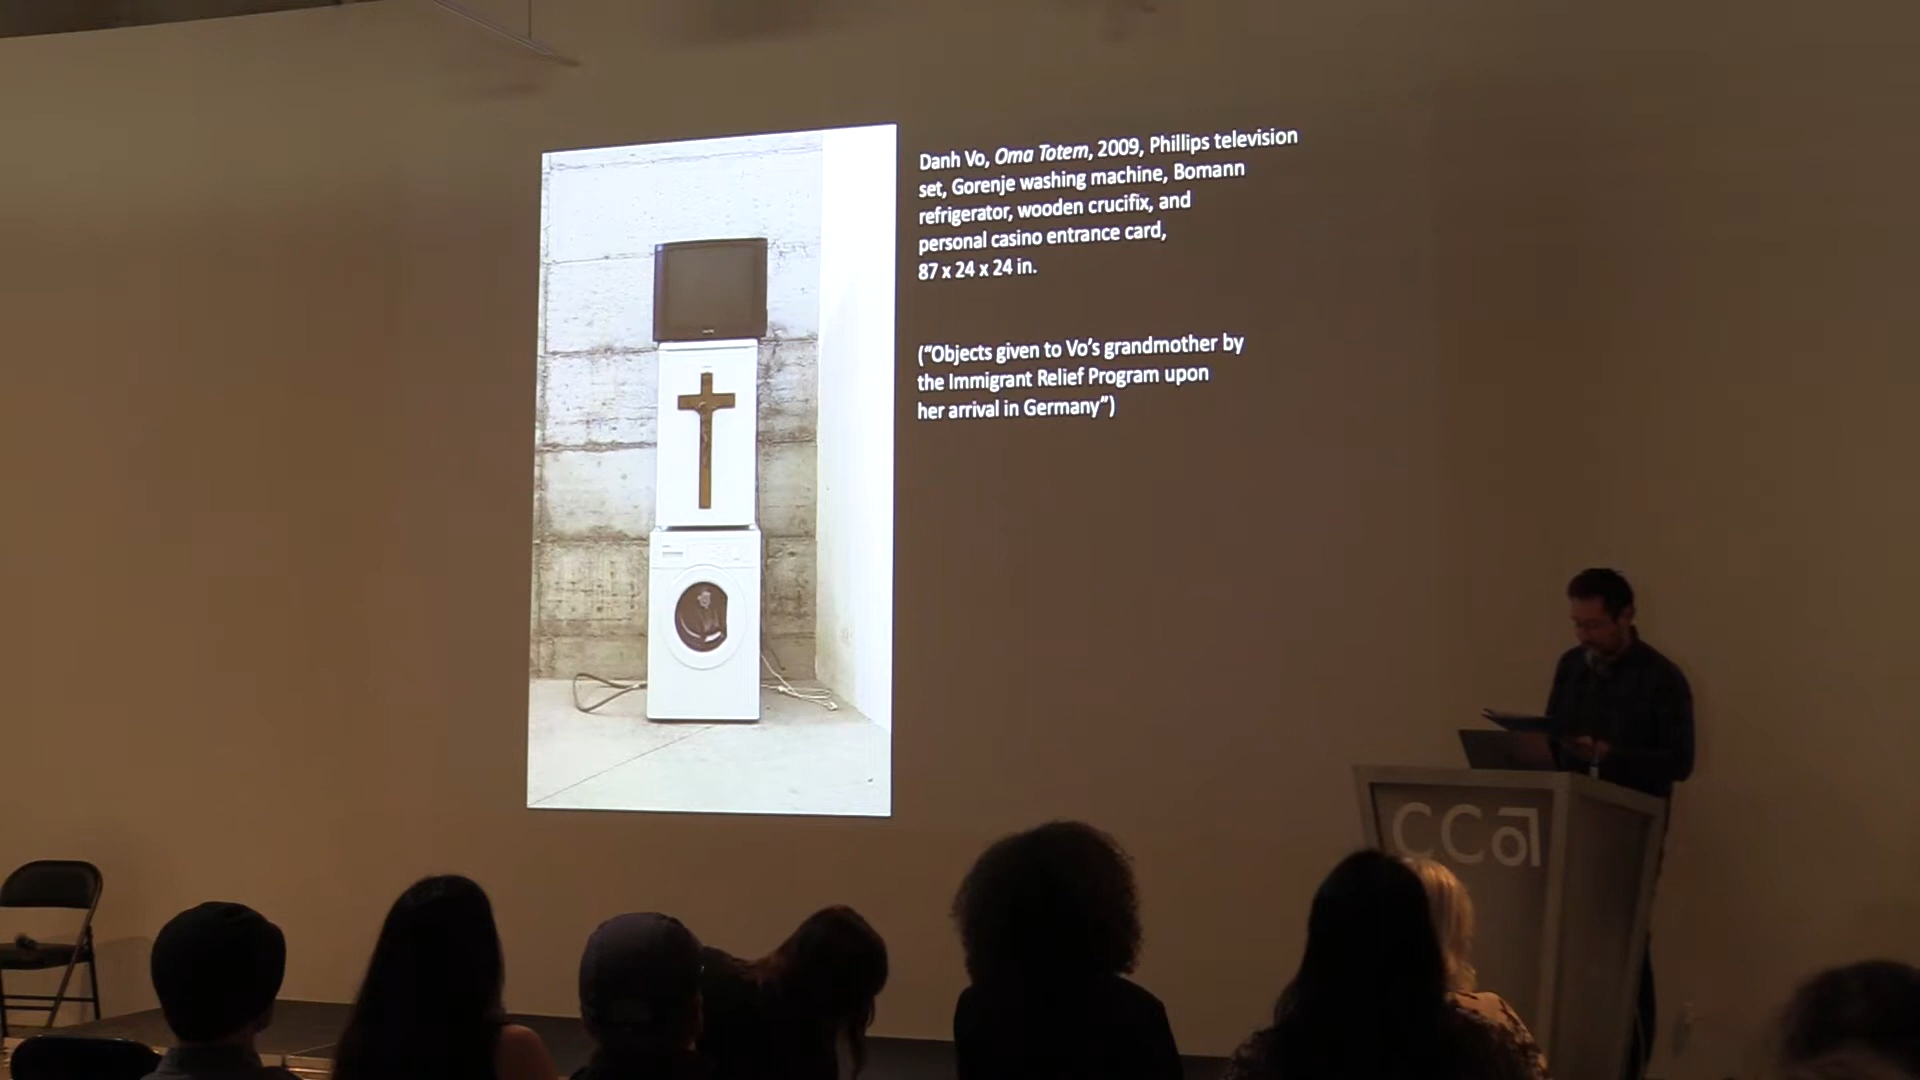 Danh Vo, Oma Totem, 2009, Phillips television
set, Gorenje washing machine, Bomann
refrigerator, wooden crucifix, and
personal casino entrance card,
87 x 24 x 24 in.
("Objects given to Vo's grandmother by
the Immigrant Relief Program upon
her arrival in Germany")
CCA